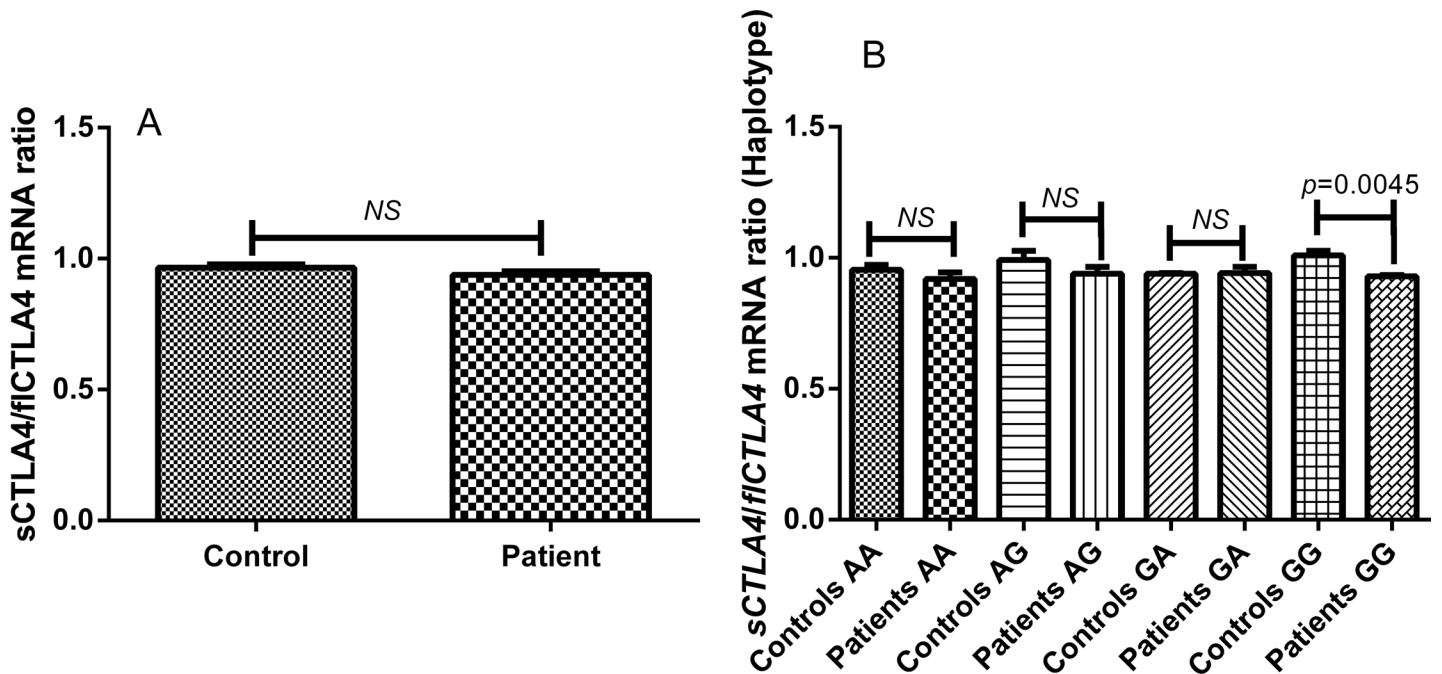 A
sCTLA4/flCTLA4 mRNA ratio
1.5
1.0
0.5
0.0
NS
Control
Patient
B
sCTLA4/flCTLA4 mRNA ratio (Haplotype)
1.5
1.0
0.5
0.0
NS
NS
NS
p=0.0045
Controls AA
Patients AA
Controls AG
Patients AG
Controls GA
Patients GA
Controls GG
Patients GG